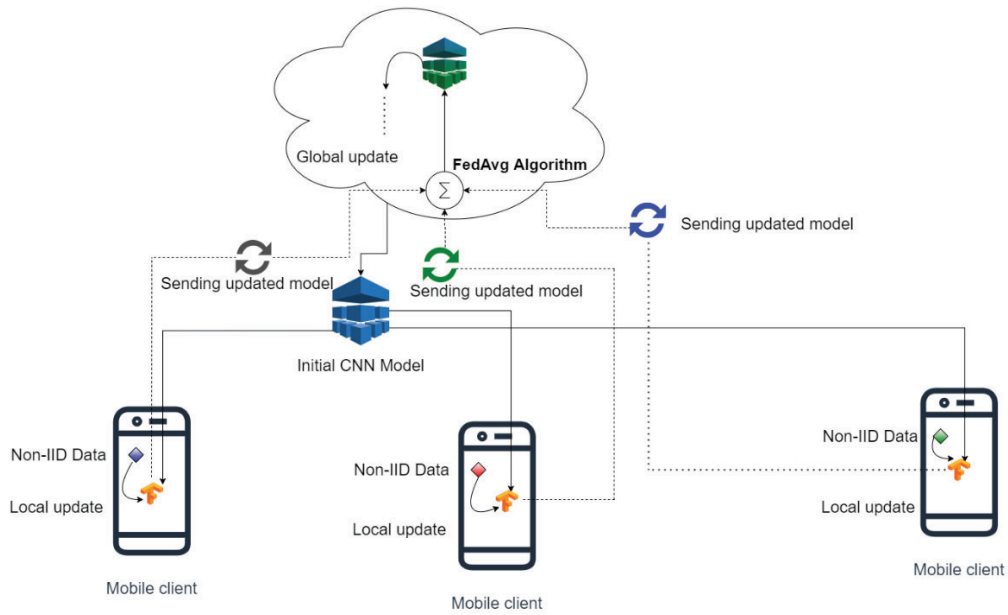 Global update
FedAvg Algorithm
Σ
Sending updated model
Sending updated model
Sending updated model
Initial CNN Model
Non-IID Data
Local update
Mobile client
Non-IID Data
Local update
Mobile client
Non-IID Data
Local update
Mobile client